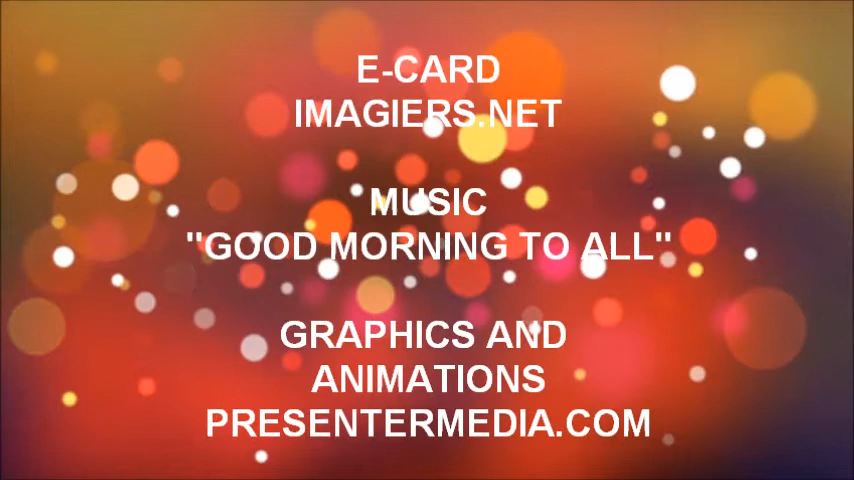 E-CARD
IMAGIERS.NET
MUSIC
"GOOD MORNING TO ALL"
GRAPHICS AND
ANIMATIONS
PRESENTERMEDIA.COM